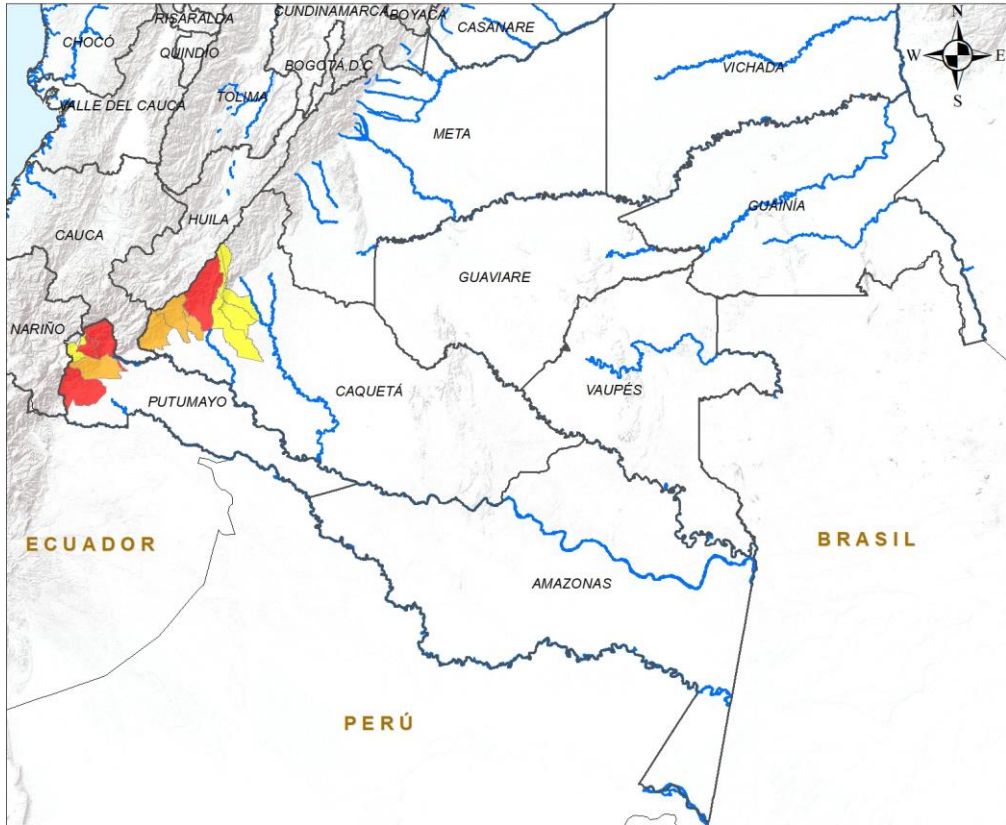 RISARALDA
CUNDINAMARCA
BOYACÁ
N
CHOCÓ
CASANARE
QUINDÍO
W
E
BOGOTÁ D.C
VICHADA
VALLE DEL CAUCA
TOLIMA
S
META
HUILA
GUAINÍA
CAUCA
GUAVIARE
NARIÑO
CAQUETÁ
VAUPÉS
PUTUMAYO
ECUADOR
BRASIL
AMAZONAS
PERÚ